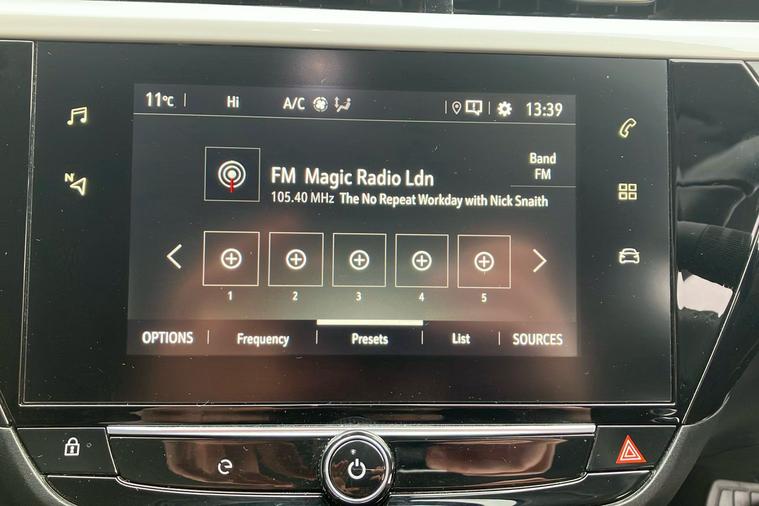 11°C Hi A/C 13:39
FM Magic Radio Ldn
105.40 MHz The No Repeat Workday with Nick Snaith
Band
FM
1 2 3 4 5
OPTIONS Frequency Presets List SOURCES
N